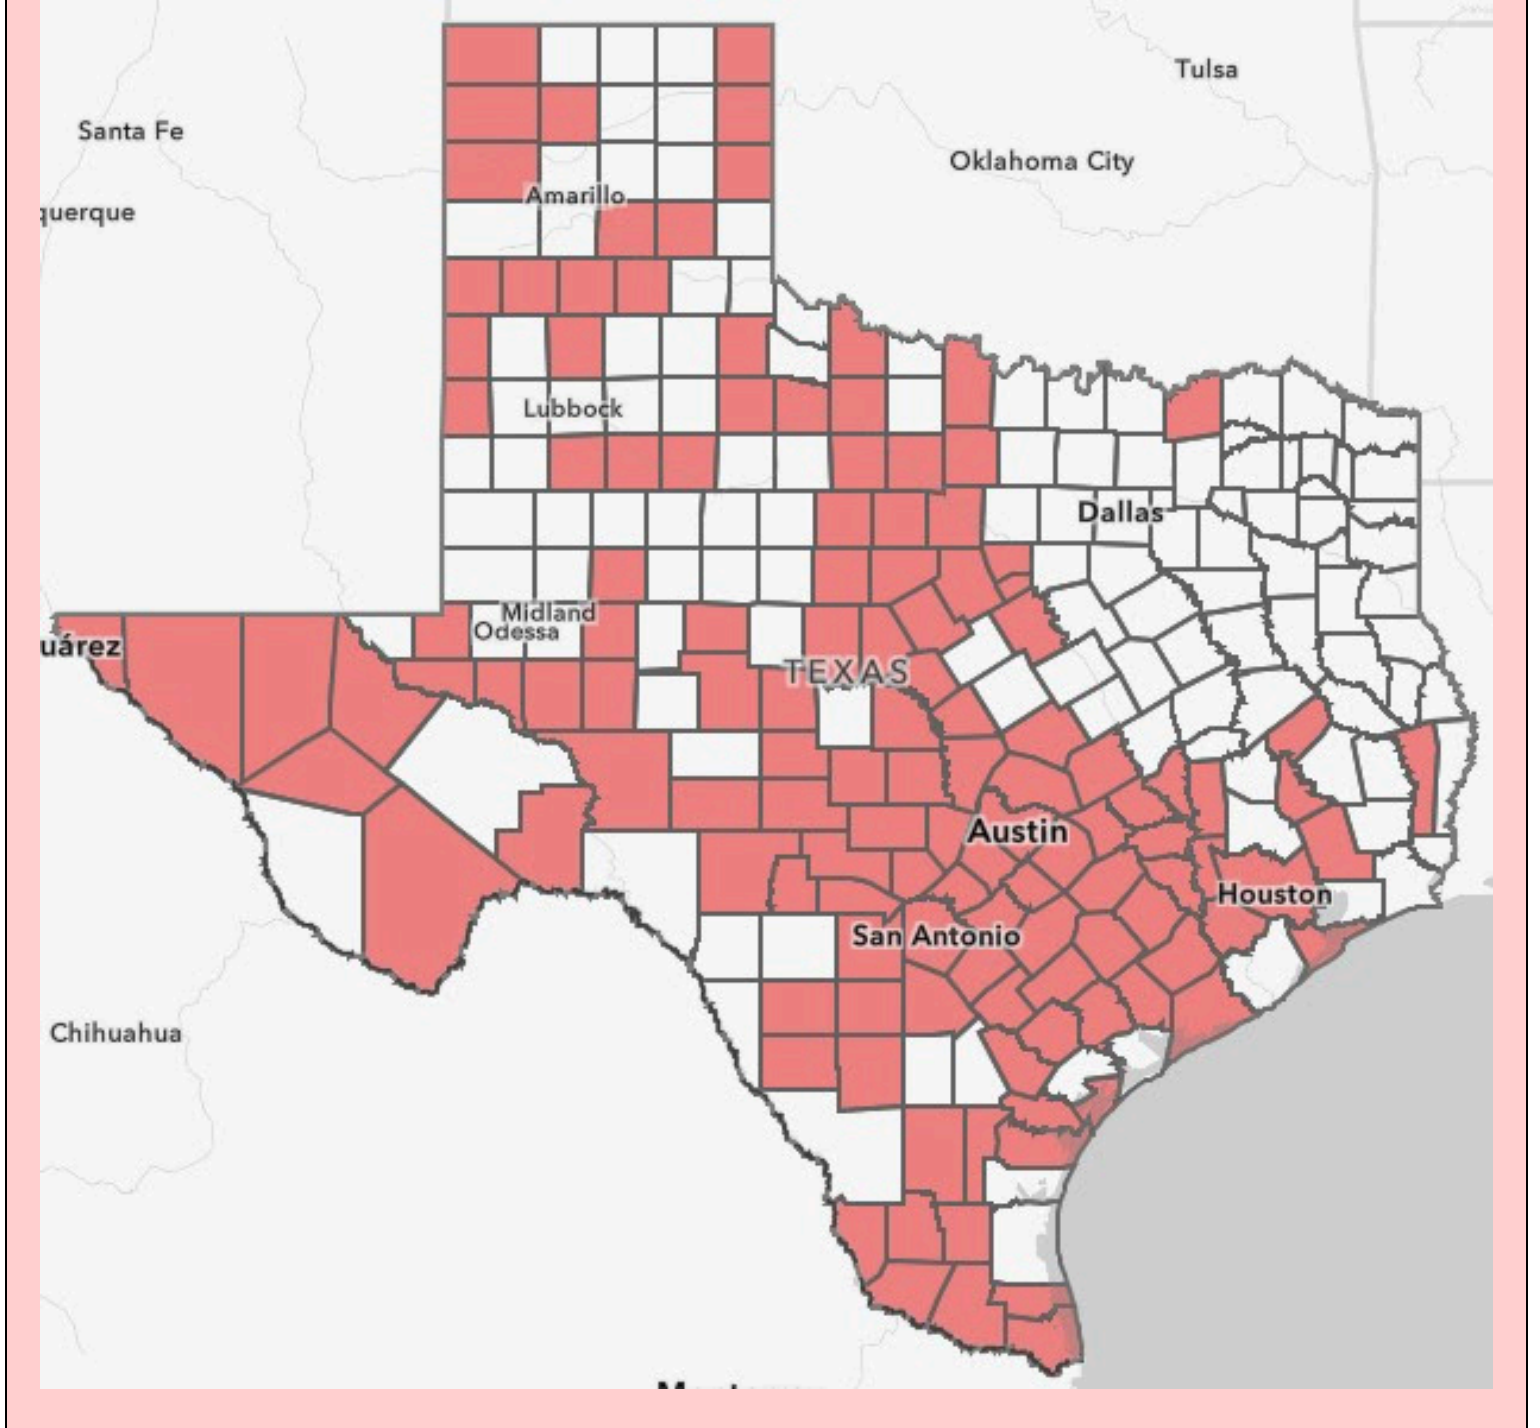 Tulsa
Santa Fe
Oklahoma City
Amarillo
querque
Lubbock
Dallas
Midland
Odessa
uárez
TEXAS
Austin
Houston
San Antonio
Chihuahua